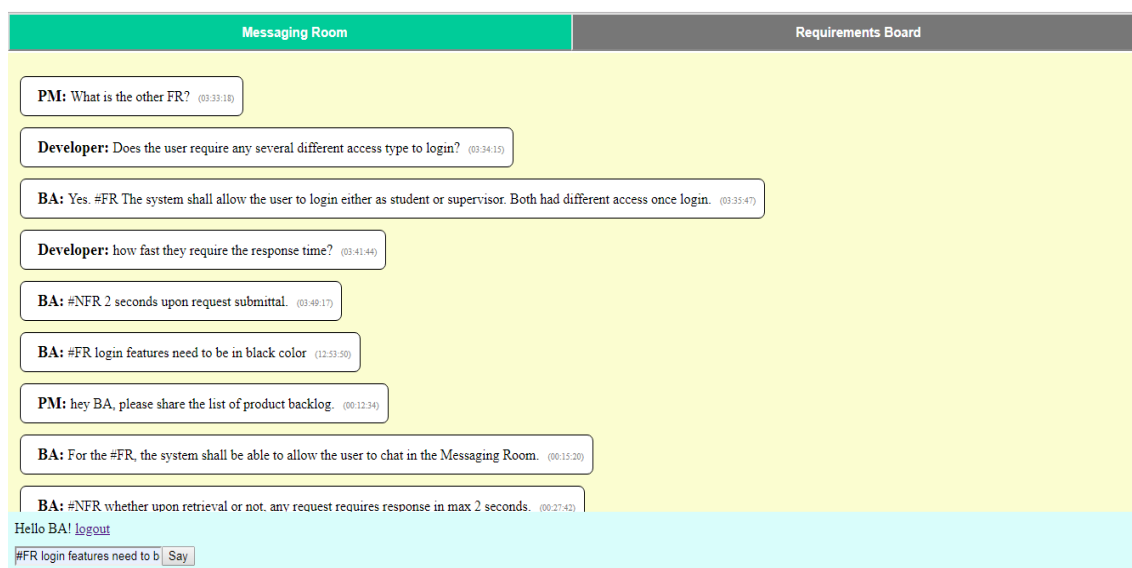 Messaging Room Requirements Board
PM: What is the other FR? (03:33:18)
Developer: Does the user require any several different access type to login? (03:34:15)
BA: Yes. #FR The system shall allow the user to login either as student or supervisor. Both had different access once login. (03:35:47)
Developer: how fast they require the response time? (03:41:44)
BA: #NFR 2 seconds upon request submittal. (03:49:17)
BA: #FR login features need to be in black color (12:53:50)
PM: hey BA, please share the list of product backlog. (00:12:34)
BA: For the #FR, the system shall be able to allow the user to chat in the Messaging Room. (00:15:20)
BA: #NFR whether upon retrieval or not, any request requires response in max 2 seconds. (00:27:42)
Hello BA! logout
#FR login features need to b Say